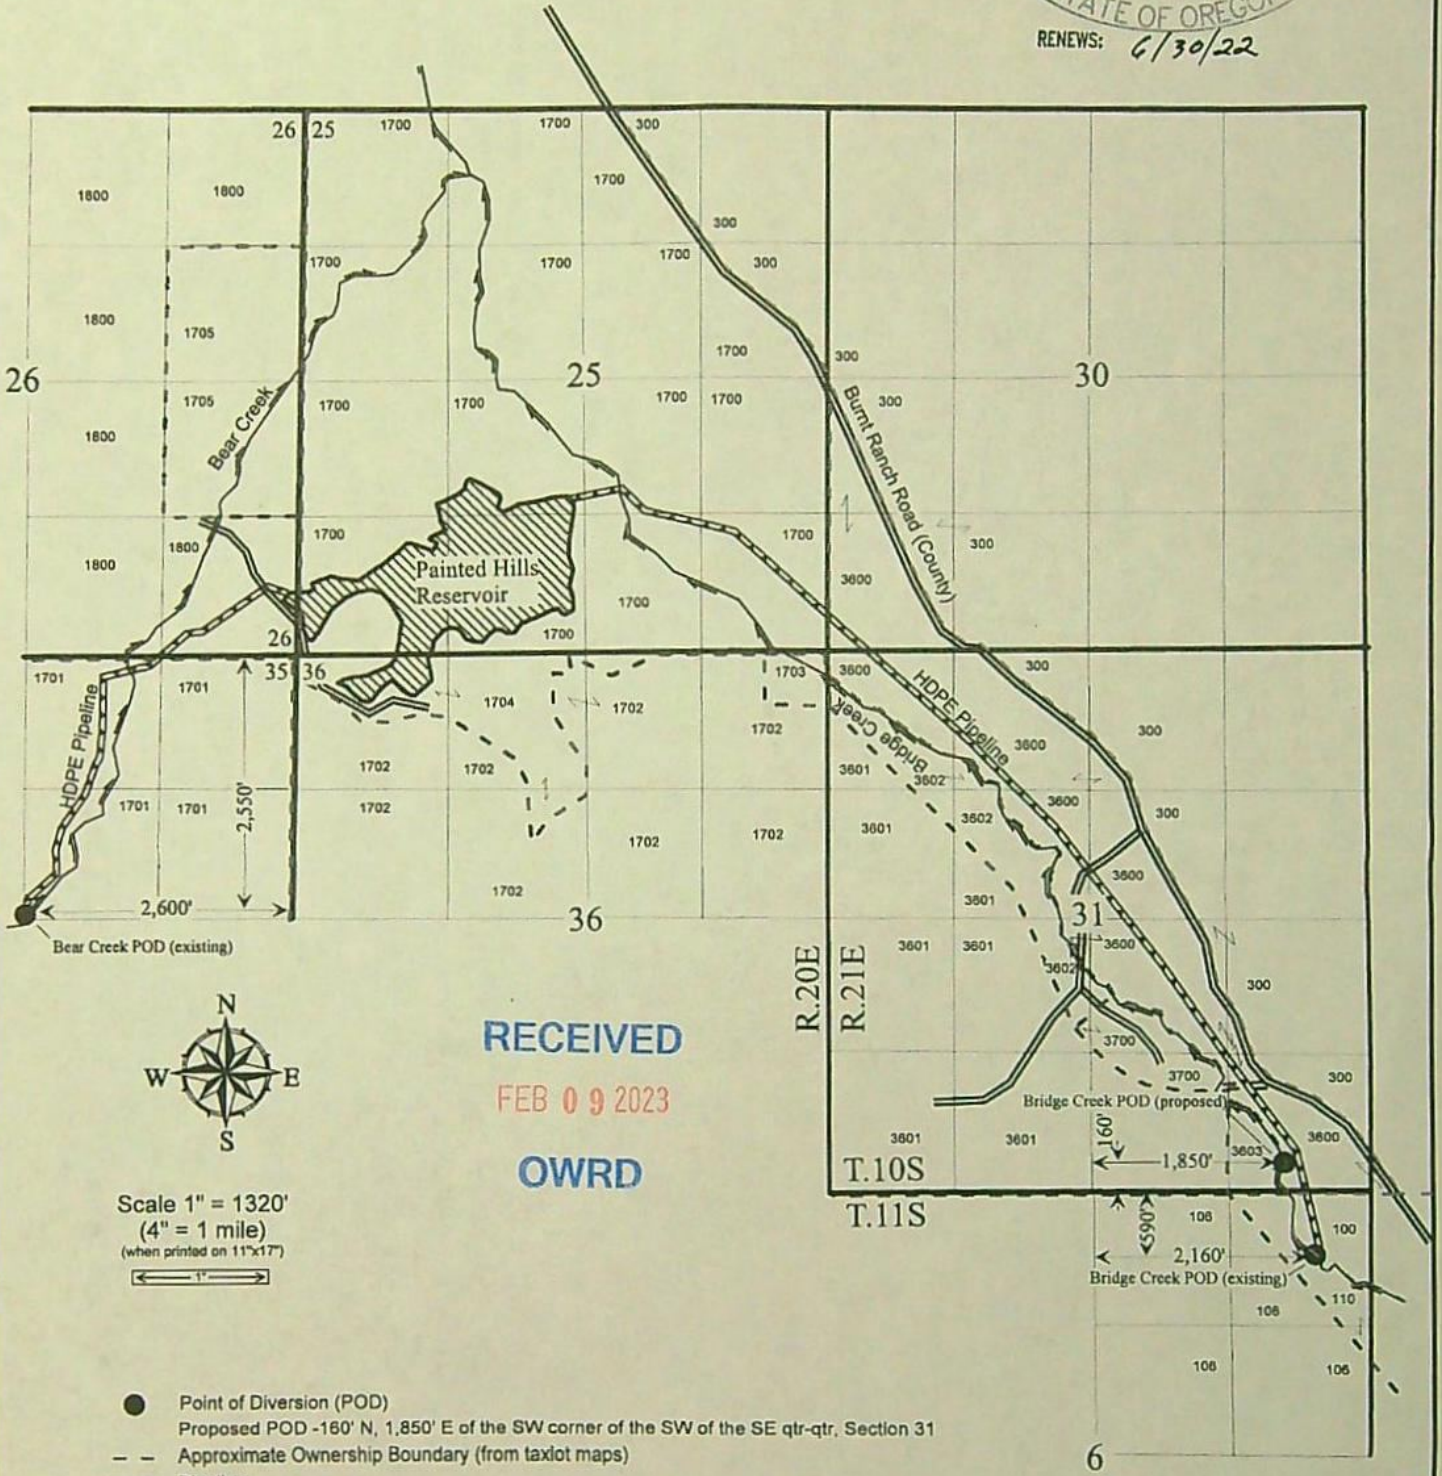 STATE OF OREGON
RENEWS: 6/30/22
26 25 1700 1700 300
1800 1800 1700
300
1700 1700 1700 300
1800 1705
1700 300
26 25 30
1705 1700 1700 1700 1700 300
Bear Creek
Burnt Ranch Road (County)
1800
1800 1800 1700 1700 300
Painted Hills
Reservoir
3600
1700
26 1700
35 36
1701 1701 1704 1702 1703 3600 300
HDPE Pipeline
HDPE Pipeline
Bridge Creek
1702 3600 300
1702 1702 3601 3602
1701 1701 1702 3600 300
2,550'
1702 1702 3601 3602
3600
1702 3601
2,600' 36 31
Bear Creek POD (existing)
3601 3601 3600
3602
R.20E
R.21E
300
N
W E
S
RECEIVED
FEB 09 2023
OWRD
3700
3700 300
Bridge Creek POD (proposed)
160'
3601 3601 3603 3600
1,850'
T.10S
T.11S
106 100
590'
2,160'
Bridge Creek POD (existing)
110
106
106 106
Scale 1" = 1320'
(4" = 1 mile)
(when printed on 11"x17")
1"
Point of Diversion (POD)
Proposed POD -160' N, 1,850' E of the SW corner of the SW of the SE qtr-qtr, Section 31
Approximate Ownership Boundary (from taxlot maps)
6